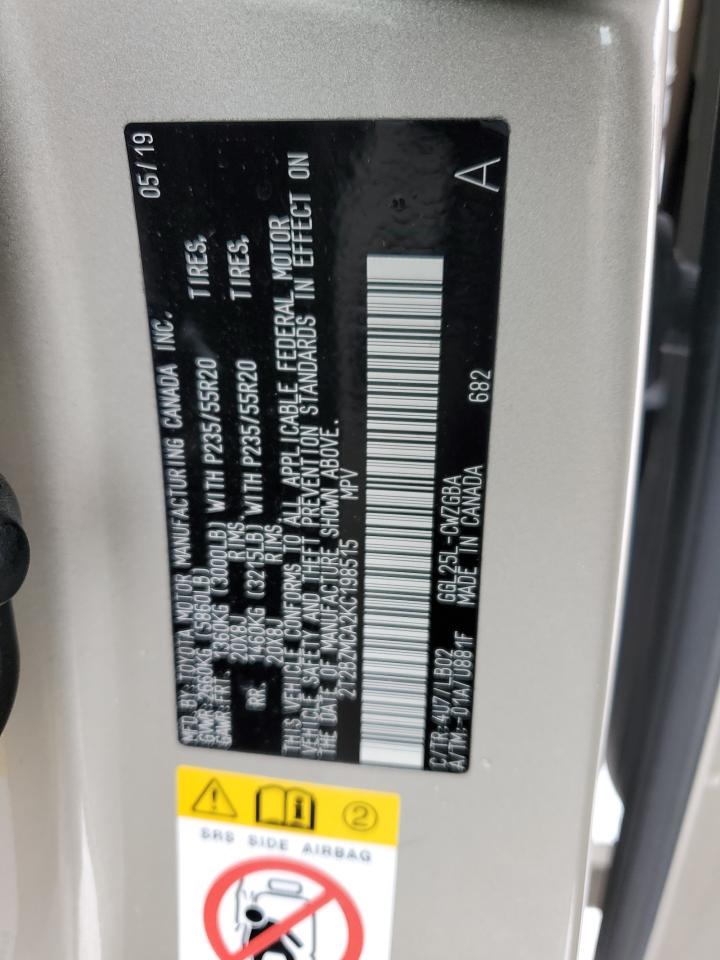 MFD. BY: TOYOTA MOTOR MANUFACTURING CANADA INC. 05/19
GVWR: 2660KG (5860LB)
GAWR: FRT. 1360KG (3000LB) WITH P235/55R20 TIRES,
20X8J RIMS,
RR. 1460KG (3215LB) WITH P235/55R20 TIRES,
20X8J RIMS.
THIS VEHICLE CONFORMS TO ALL APPLICABLE FEDERAL MOTOR
VEHICLE SAFETY AND THEFT PREVENTION STANDARDS IN EFFECT ON
THE DATE OF MANUFACTURE SHOWN ABOVE.
2T2BZMCA2KC198515 MPV
C/TR: 4U7/LB02 GGL25L-CWZGBA 682
A/TM: -01A/U881F MADE IN CANADA A
2
SRS SIDE AIRBAG